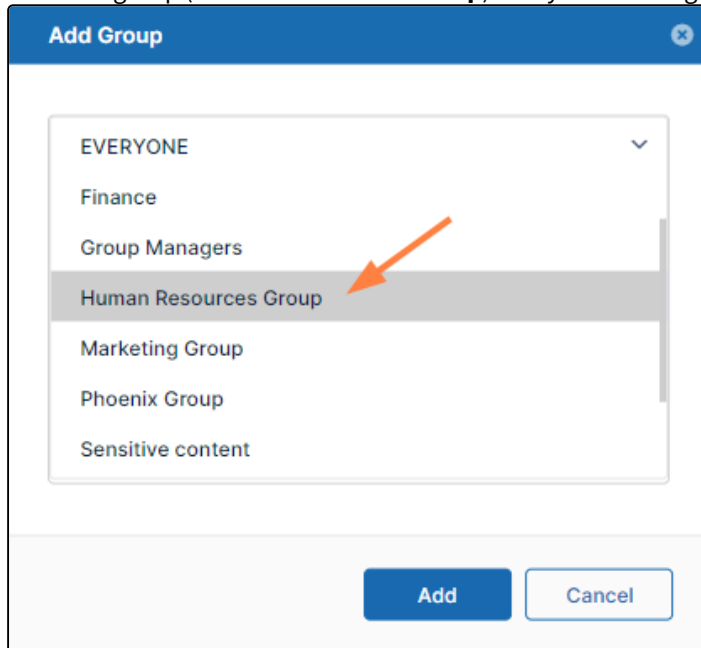 Add Group
EVERYONE
Finance
Group Managers
Human Resources Group
Marketing Group
Phoenix Group
Sensitive content
Add
Cancel